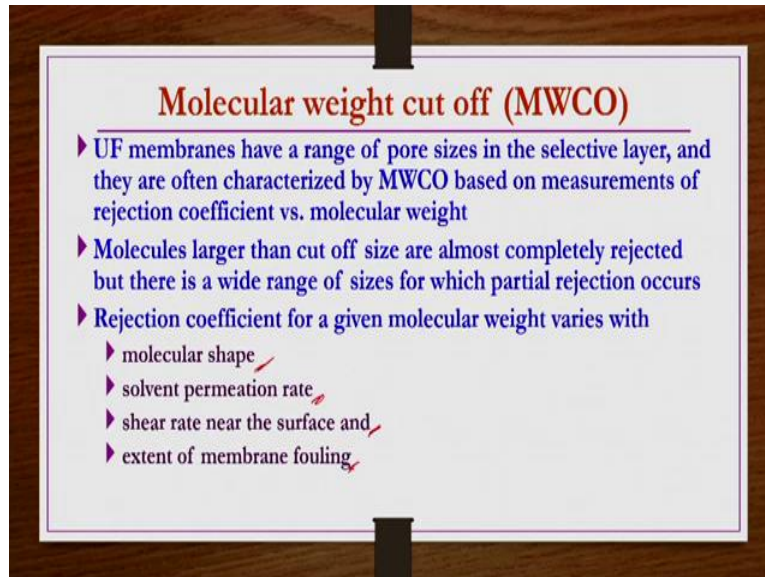 Molecular weight cut off (MWCO)
UF membranes have a range of pore sizes in the selective layer, and
they are often characterized by MWCO based on measurements of
rejection coefficient vs. molecular weight
Molecules larger than cut off size are almost completely rejected
but there is a wide range of sizes for which partial rejection occurs
Rejection coefficient for a given molecular weight varies with
molecular shape
solvent permeation rate
shear rate near the surface and
extent of membrane fouling